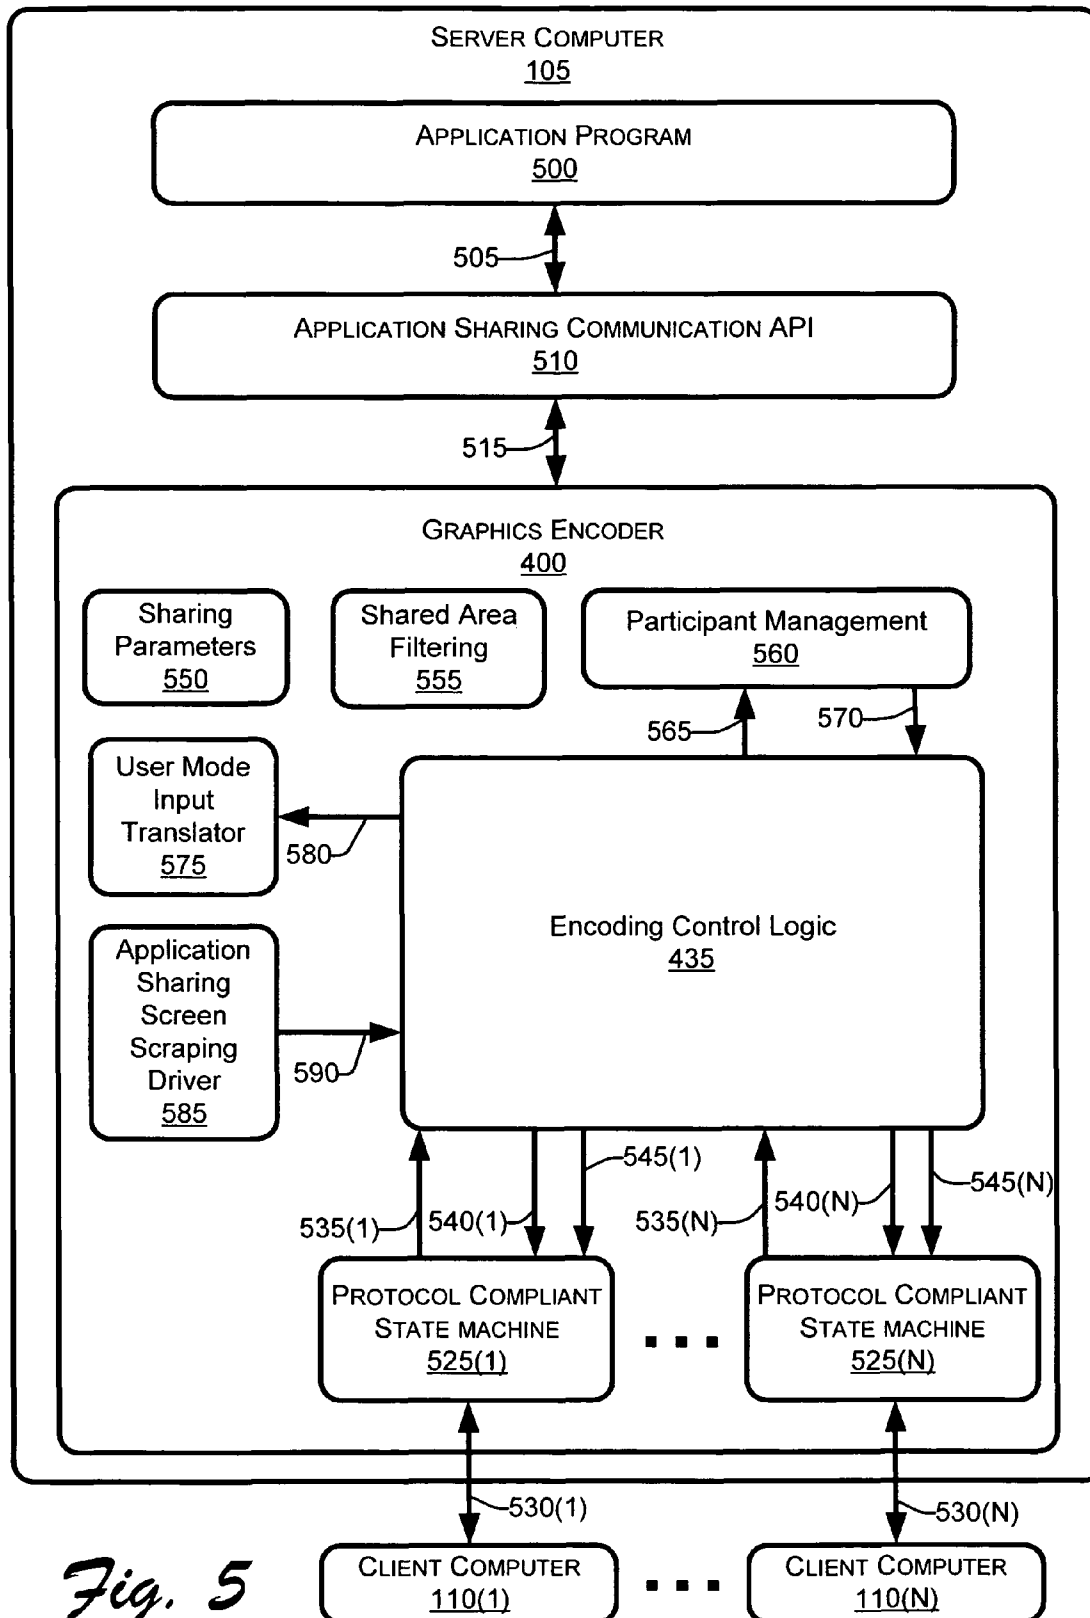 SERVER COMPUTER
105
APPLICATION PROGRAM
500
505
APPLICATION SHARING COMMUNICATION API
510
515
GRAPHICS ENCODER
400
Sharing
Parameters
550
Shared Area
Filtering
555
Participant Management
560
565
570
User Mode
Input
Translator
575
580
Encoding Control Logic
435
Application
Sharing
Screen
Scraping
Driver
585
590
535(1)
540(1)
545(1)
535(N)
540(N)
545(N)
PROTOCOL COMPLIANT
STATE MACHINE
525(1)
PROTOCOL COMPLIANT
STATE MACHINE
525(N)
530(1)
530(N)
CLIENT COMPUTER
110(1)
CLIENT COMPUTER
110(N)
Fig. 5